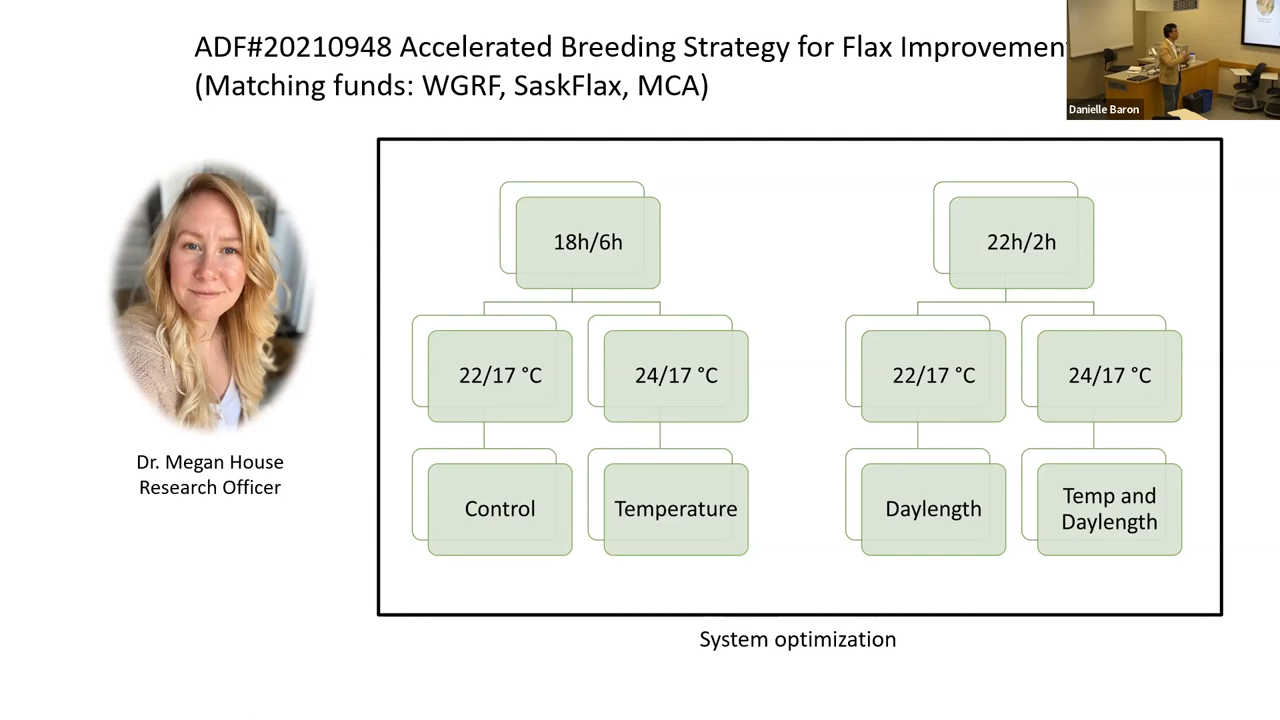 ADF#20210948 Accelerated Breeding Strategy for Flax Improvement
(Matching funds: WGRF, SaskFlax, MCA)
Danielle Baron
18h/6h
22h/2h
22/17 °C
24/17 °C
22/17 °C
24/17 °C
Control
Temperature
Daylength
Temp and
Daylength
Dr. Megan House
Research Officer
System optimization